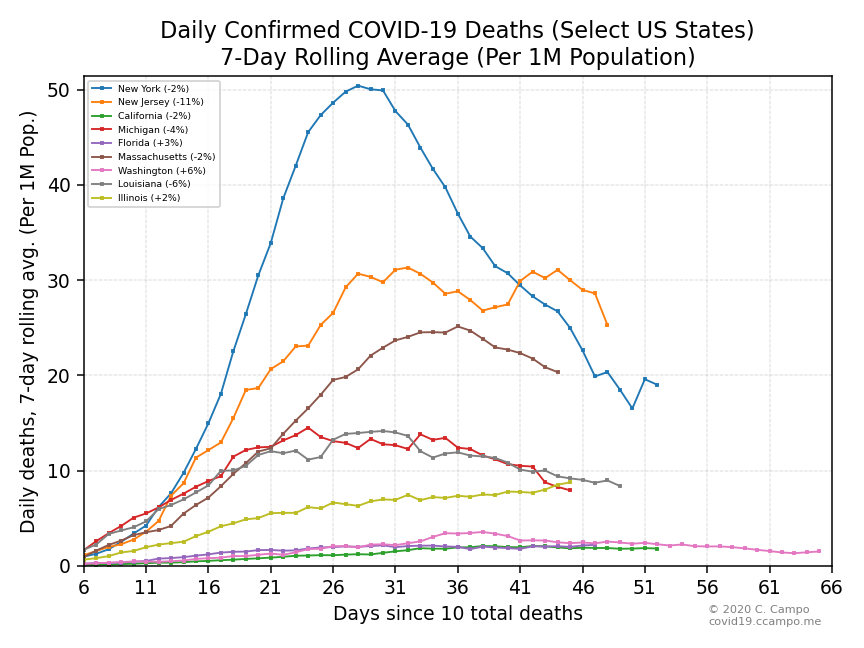 Daily Confirmed COVID-19 Deaths (Select US States)
7-Day Rolling Average (Per 1M Population)
Daily deaths, 7-day rolling avg. (Per 1M Pop.)
50
40
30
20
10
0
New York (-2%)
New Jersey (-11%)
California (-2%)
Michigan (-4%)
Florida (+3%)
Massachusetts (-2%)
Washington (+6%)
Louisiana (-6%)
Illinois (+2%)
6 11 16 21 26 31 36 41 46 51 56 61 66
Days since 10 total deaths
© 2020 C. Campo
covid19.ccampo.me